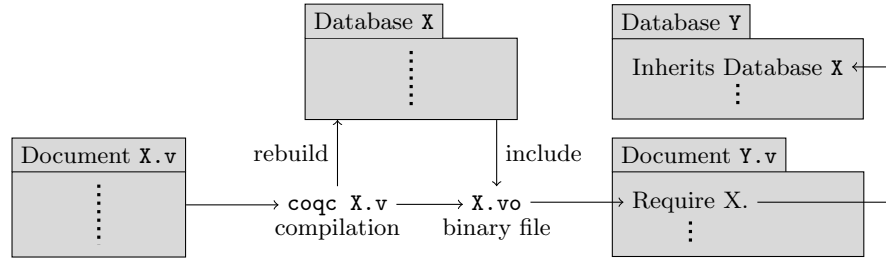 Database X
Database Y
Inherits Database X
Document X.v
rebuild
include
Document Y.v
coqc X.v
compilation
X.vo
binary file
Require X.